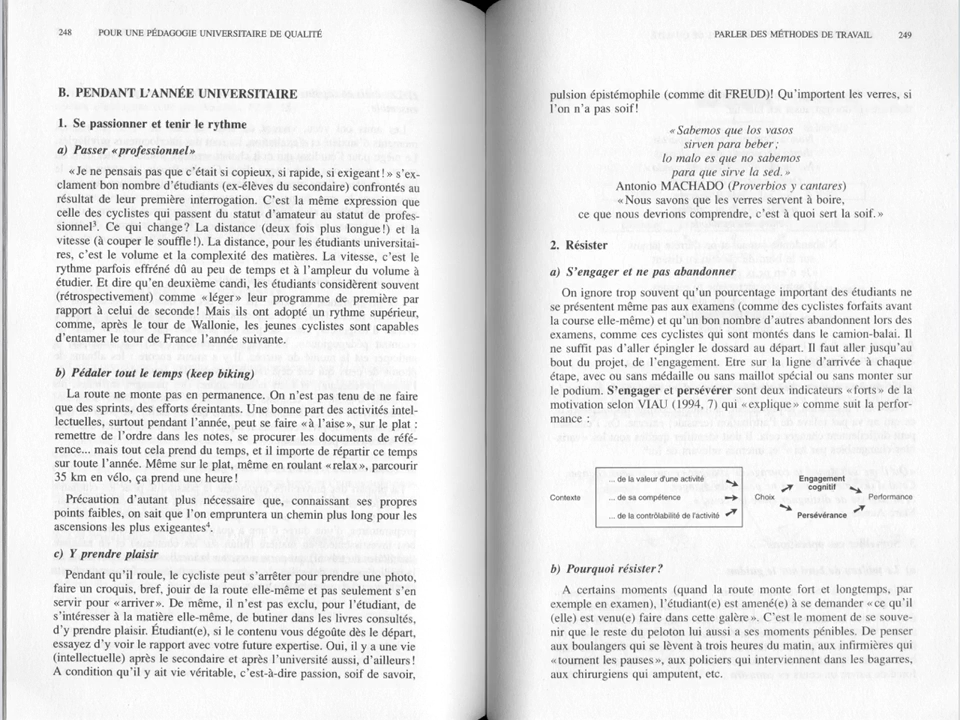 248 POUR UNE PÉDAGOGIE UNIVERSITAIRE DE QUALITÉ
B. PENDANT L'ANNÉE UNIVERSITAIRE
1. Se passionner et tenir le rythme
a) Passer «professionnel»
«Je ne pensais pas que c'était si copieux, si rapide, si exigeant!» s'ex-
clament bon nombre d'étudiants (ex-élèves du secondaire) confrontés au
résultat de leur première interrogation. C'est la même expression que
celle des cyclistes qui passent du statut d'amateur au statut de profes-
sionnel³. Ce qui change? La distance (deux fois plus longue!) et la
vitesse (à couper le souffle!). La distance, pour les étudiants universitai-
res, c'est le volume et la complexité des matières. La vitesse, c'est le
rythme parfois effréné dû au peu de temps et à l'ampleur du volume à
étudier. Et dire qu'en deuxième candi, les étudiants considèrent souvent
(rétrospectivement) comme «léger» leur programme de première par
rapport à celui de seconde! Mais ils ont adopté un rythme supérieur,
comme, après le tour de Wallonie, les jeunes cyclistes sont capables
d'entamer le tour de France l'année suivante.
b) Pédaler tout le temps (keep biking)
La route ne monte pas en permanence. On n'est pas tenu de ne faire
que des sprints, des efforts éreintants. Une bonne part des activités intel-
lectuelles, surtout pendant l'année, peut se faire «à l'aise», sur le plat :
remettre de l'ordre dans les notes, se procurer les documents de réfé-
rence... mais tout cela prend du temps, et il importe de répartir ce temps
sur toute l'année. Même sur le plat, même en roulant «relax», parcourir
35 km en vélo, ça prend une heure!
Précaution d'autant plus nécessaire que, connaissant ses propres
points faibles, on sait que l'on empruntera un chemin plus long pour les
ascensions les plus exigeantes⁴.
c) Y prendre plaisir
Pendant qu'il roule, le cycliste peut s'arrêter pour prendre une photo,
faire un croquis, bref, jouir de la route elle-même et pas seulement s'en
servir pour «arriver». De même, il n'est pas exclu, pour l'étudiant, de
s'intéresser à la matière elle-même, de butiner dans les livres consultés,
d'y prendre plaisir. Étudiant(e), si le contenu vous dégoûte dès le départ,
essayez d'y voir le rapport avec votre future expertise. Oui, il y a une vie
(intellectuelle) après le secondaire et après l'université aussi, d'ailleurs!
A condition qu'il y ait vie véritable, c'est-à-dire passion, soif de savoir,
PARLER DES MÉTHODES DE TRAVAIL 249
pulsion épistémophile (comme dit FREUD)! Qu'importent les verres, si
l'on n'a pas soif!
«Sabemos que los vasos
sirven para beber;
lo malo es que no sabemos
para que sirve la sed.»
Antonio MACHADO (Proverbios y cantares)
«Nous savons que les verres servent à boire,
ce que nous devrions comprendre, c'est à quoi sert la soif.»
2. Résister
a) S'engager et ne pas abandonner
On ignore trop souvent qu'un pourcentage important des étudiants ne
se présentent même pas aux examens (comme des cyclistes forfaits avant
la course elle-même) et qu'un bon nombre d'autres abandonnent lors des
examens, comme ces cyclistes qui sont montés dans le camion-balai. Il
ne suffit pas d'aller épingler le dossard au départ. Il faut aller jusqu'au
bout du projet, de l'engagement. Etre sur la ligne d'arrivée à chaque
étape, avec ou sans médaille ou sans maillot spécial ou sans monter sur
le podium. S'engager et persévérer sont deux indicateurs «forts» de la
motivation selon VIAU (1994, 7) qui «explique» comme suit la perfor-
mance :
... de la valeur d'une activité
Engagement
cognitif
Contexte ... de sa compétence Choix Performance
... de la contrôlabilité de l'activité Persévérance
b) Pourquoi résister?
A certains moments (quand la route monte fort et longtemps, par
exemple en examen), l'étudiant(e) est amené(e) à se demander «ce qu'il
(elle) est venu(e) faire dans cette galère». C'est le moment de se souve-
nir que le reste du peloton lui aussi a ses moments pénibles. De penser
aux boulangers qui se lèvent à trois heures du matin, aux infirmières qui
«tournent les pauses», aux policiers qui interviennent dans les bagarres,
aux chirurgiens qui amputent, etc.